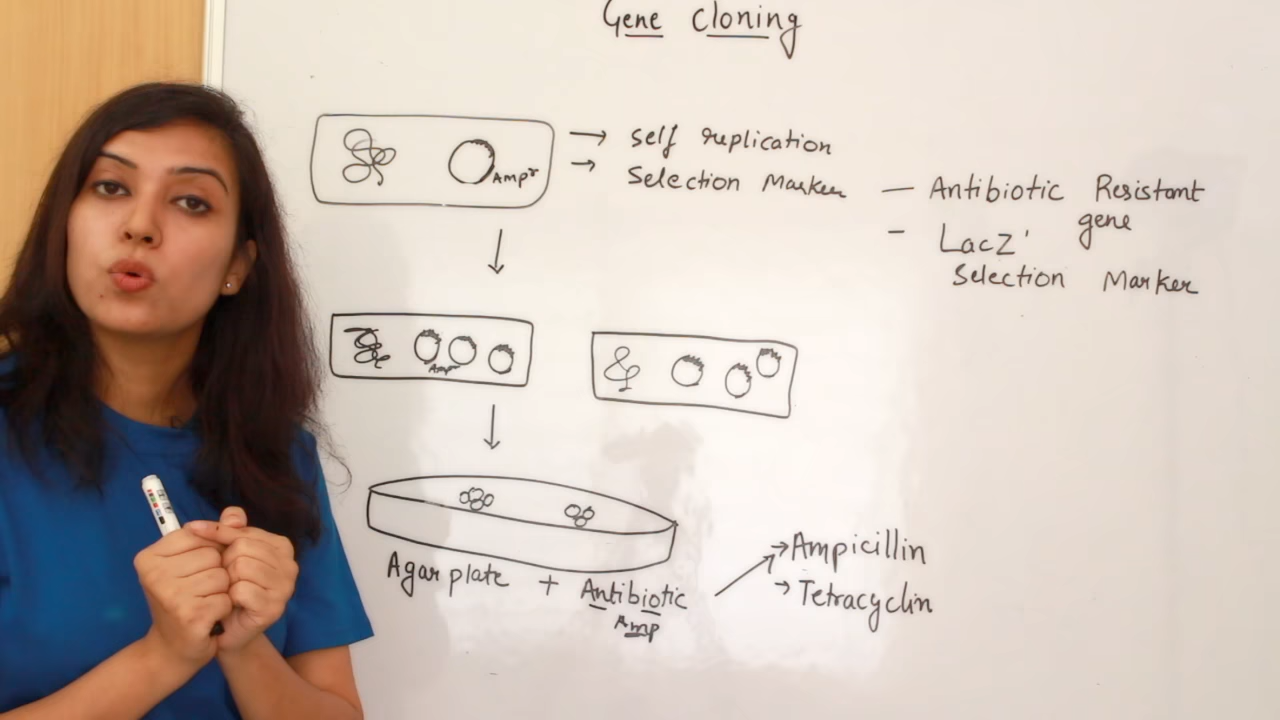 Gene cloning
Ampʳ
→ self replication
→ Selection Marker
— Antibiotic Resistant
gene
- LacZ'
Selection Marker
Ampʳ
Agar plate + Antibiotic
Amp
→ Ampicillin
→ Tetracyclin